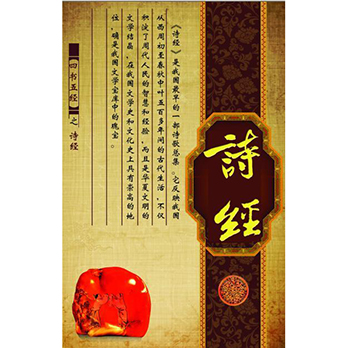 詩經
《诗经》是我国最早的一部诗歌总集。它反映我国
从西周初至春秋中叶五百多年间的古代生活，不仅
积淀了周代人民的智慧和经验，而且是华夏文明的
文学结晶，在我国文学史和文化史上具有崇高的地
位，确是我国文学宝库中的瑰宝。
《四书五经》之 诗经